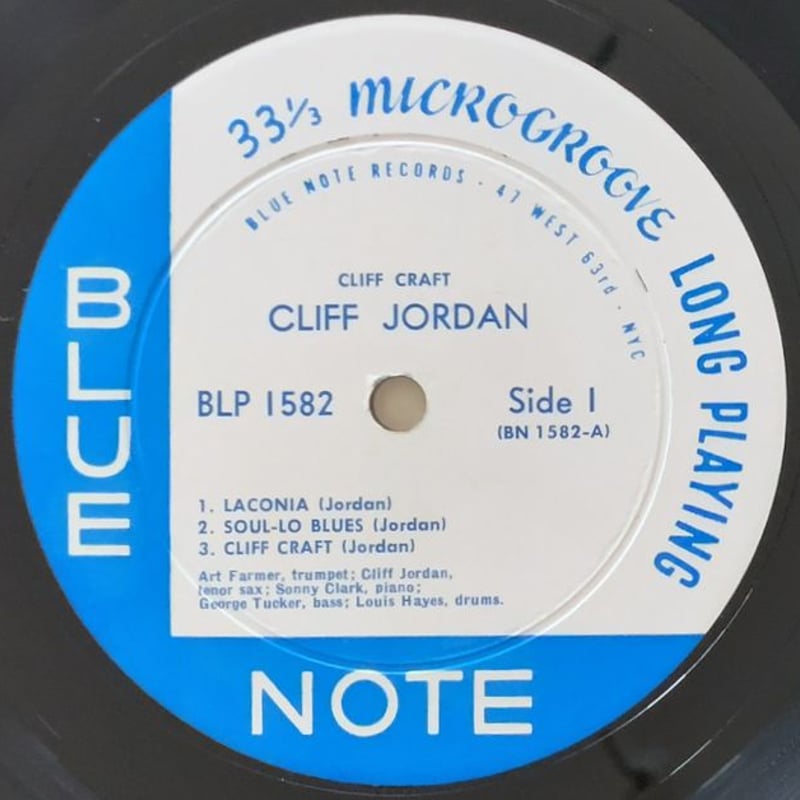 33⅓ MICROGROOVE LONG PLAYING
BLUE NOTE RECORDS · 47 WEST 63rd · NYC
CLIFF CRAFT
CLIFF JORDAN
BLP 1582
Side 1
(BN 1582-A)
1. LACONIA (Jordan)
2. SOUL-LO BLUES (Jordan)
3. CLIFF CRAFT (Jordan)
Art Farmer, trumpet; Cliff Jordan,
tenor sax; Sonny Clark, piano;
George Tucker, bass; Louis Hayes, drums.
BLUE
NOTE